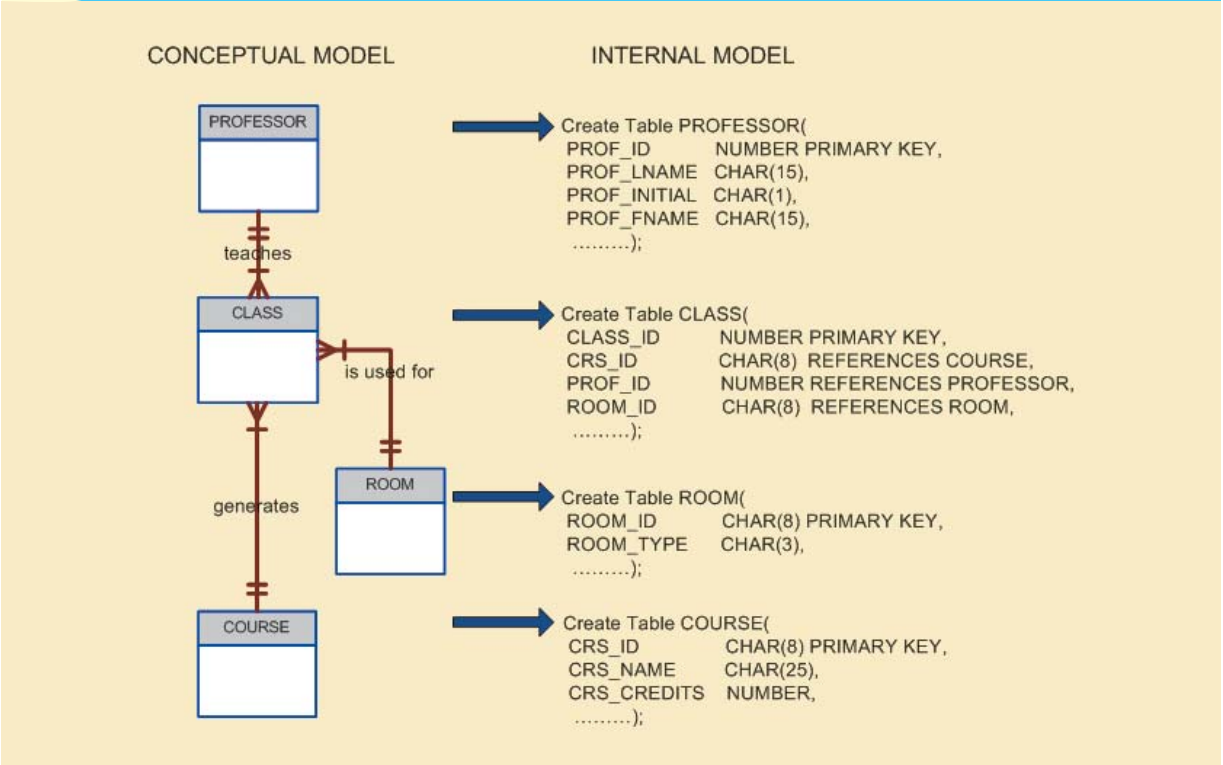 CONCEPTUAL MODEL
INTERNAL MODEL
PROFESSOR
teaches
CLASS
is used for
ROOM
generates
COURSE
Create Table PROFESSOR(
PROF_ID NUMBER PRIMARY KEY,
PROF_LNAME CHAR(15),
PROF_INITIAL CHAR(1),
PROF_FNAME CHAR(15),
.........);
Create Table CLASS(
CLASS_ID NUMBER PRIMARY KEY,
CRS_ID CHAR(8) REFERENCES COURSE,
PROF_ID NUMBER REFERENCES PROFESSOR,
ROOM_ID CHAR(8) REFERENCES ROOM,
.........);
Create Table ROOM(
ROOM_ID CHAR(8) PRIMARY KEY,
ROOM_TYPE CHAR(3),
.........);
Create Table COURSE(
CRS_ID CHAR(8) PRIMARY KEY,
CRS_NAME CHAR(25),
CRS_CREDITS NUMBER,
.........);